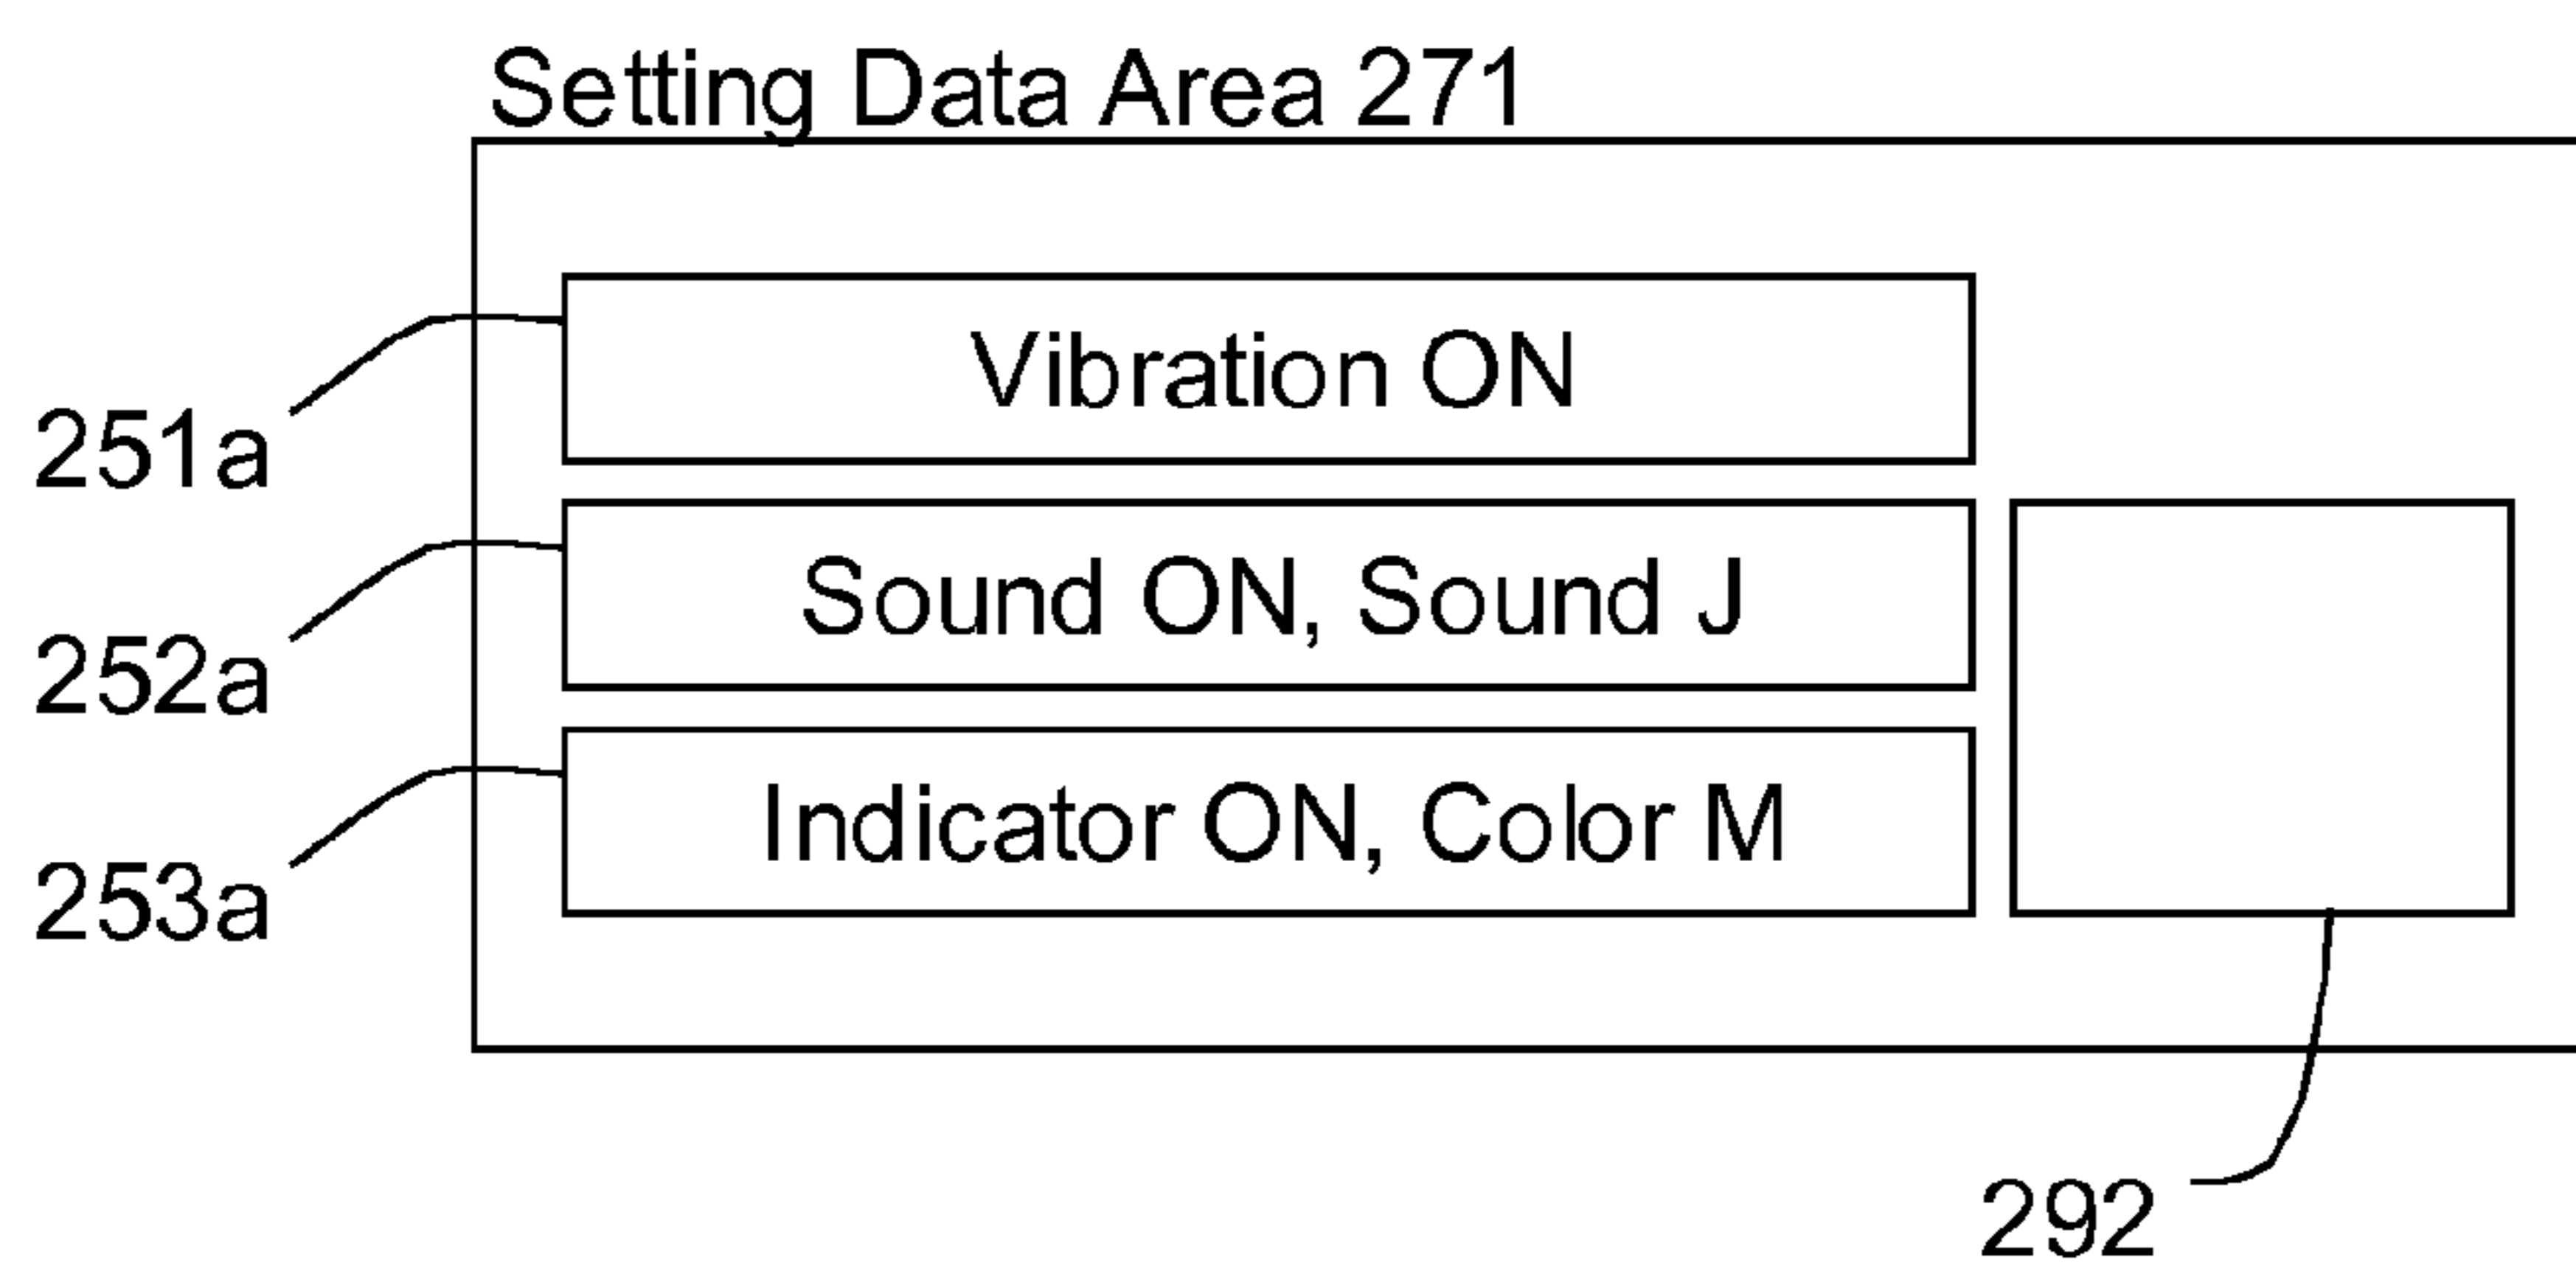 Setting Data Area 271
Vibration ON
251a
Sound ON, Sound J
252a
Indicator ON, Color M
253a
292